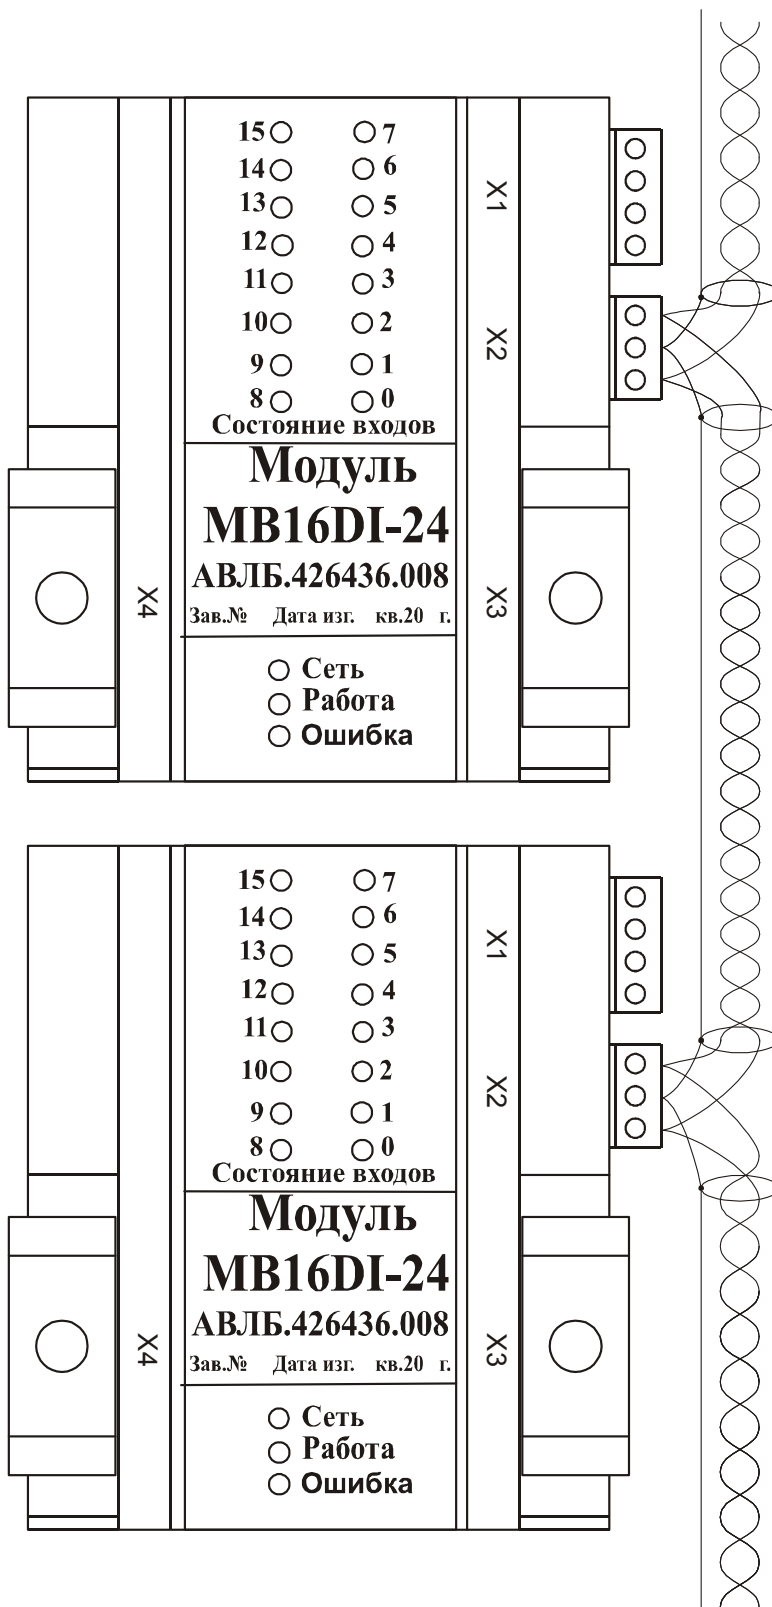 15 7
14 6
13 5
X1
12 4
11 3
10 2
X2
9 1
8 0
Состояние входов
Модуль
МВ16DI-24
АВЛБ.426436.008
X4
X3
Зав.№ Дата изг. кв.20 г.
Сеть
Работа
Ошибка
15 7
14 6
13 5
X1
12 4
11 3
10 2
X2
9 1
8 0
Состояние входов
Модуль
МВ16DI-24
АВЛБ.426436.008
X4
X3
Зав.№ Дата изг. кв.20 г.
Сеть
Работа
Ошибка